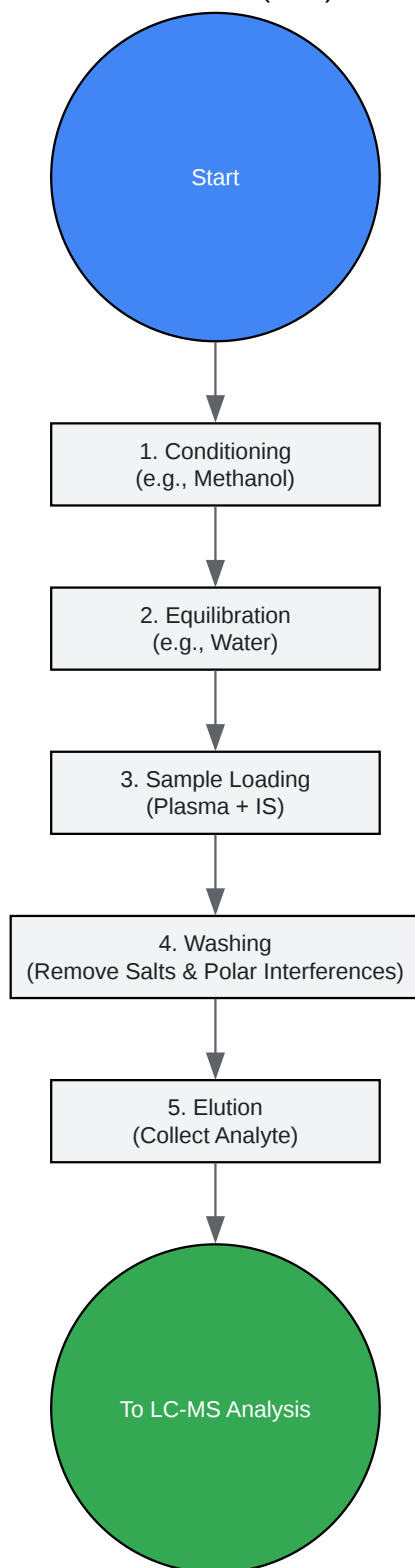 Start
1. Conditioning
(e.g., Methanol)
2. Equilibration
(e.g., Water)
3. Sample Loading
(Plasma + IS)
4. Washing
(Remove Salts & Polar Interferences)
5. Elution
(Collect Analyte)
To LC-MS Analysis